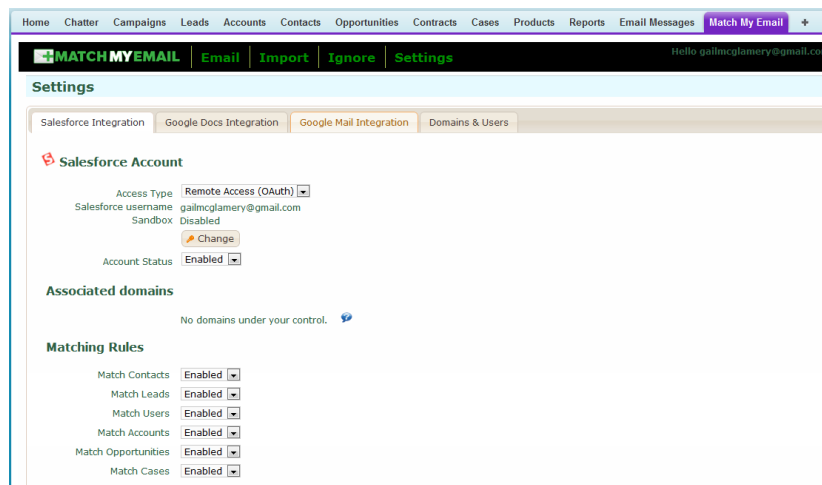 Home Chatter Campaigns Leads Accounts Contacts Opportunities Contracts Cases Products Reports Email Messages Match My Email +
MATCHMYEMAIL Email Import Ignore Settings Hello gailmcglamery@gmail.co
Settings
Salesforce Integration Google Docs Integration Google Mail Integration Domains & Users
Salesforce Account
Access Type Remote Access (OAuth)
Salesforce username gailmcglamery@gmail.com
Sandbox Disabled
Change
Account Status Enabled
Associated domains
No domains under your control.
Matching Rules
Match Contacts Enabled
Match Leads Enabled
Match Users Enabled
Match Accounts Enabled
Match Opportunities Enabled
Match Cases Enabled